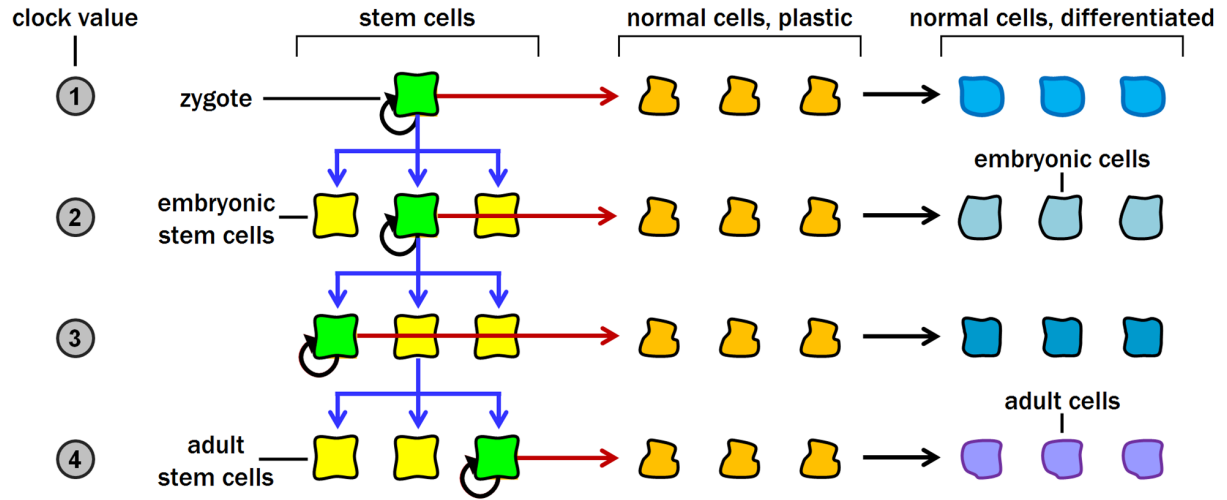 clock value
stem cells
normal cells, plastic
normal cells, differentiated
1
zygote
embryonic cells
2
embryonic
stem cells
3
adult cells
4
adult
stem cells